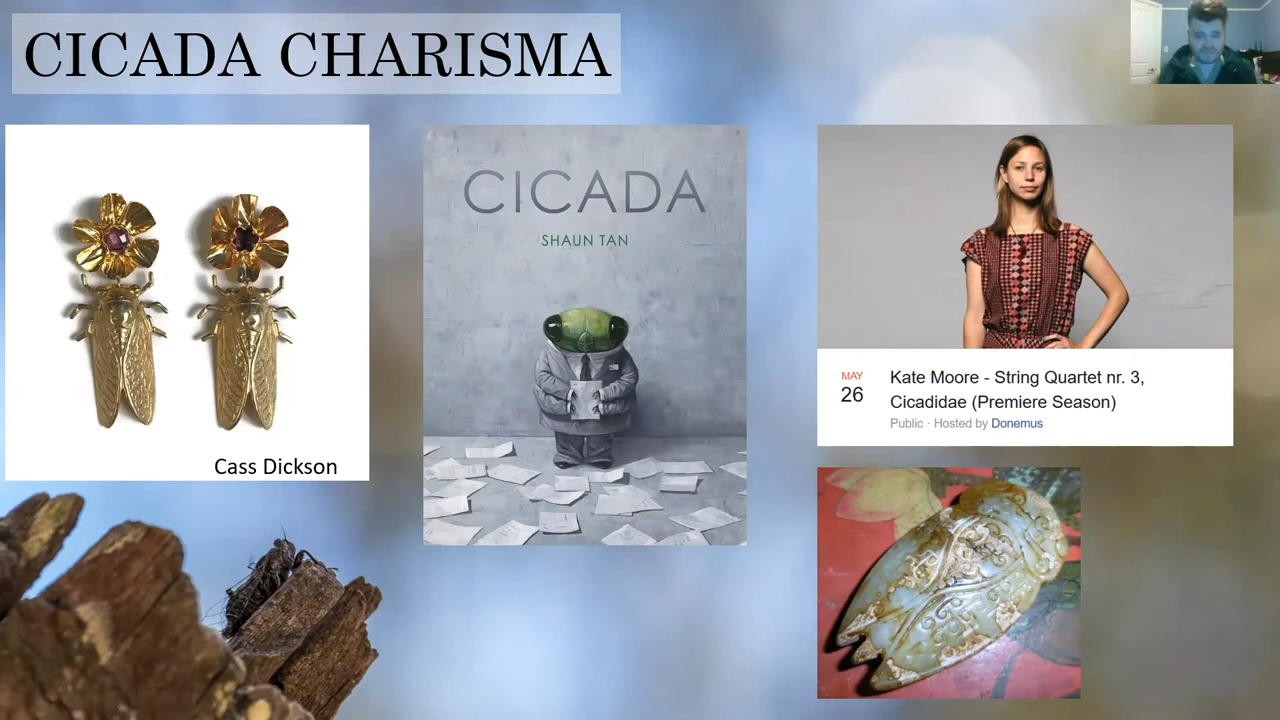 CICADA CHARISMA
Cass Dickson
CICADA
SHAUN TAN
MAY
26
Kate Moore - String Quartet nr. 3,
Cicadidae (Premiere Season)
Public · Hosted by Donemus